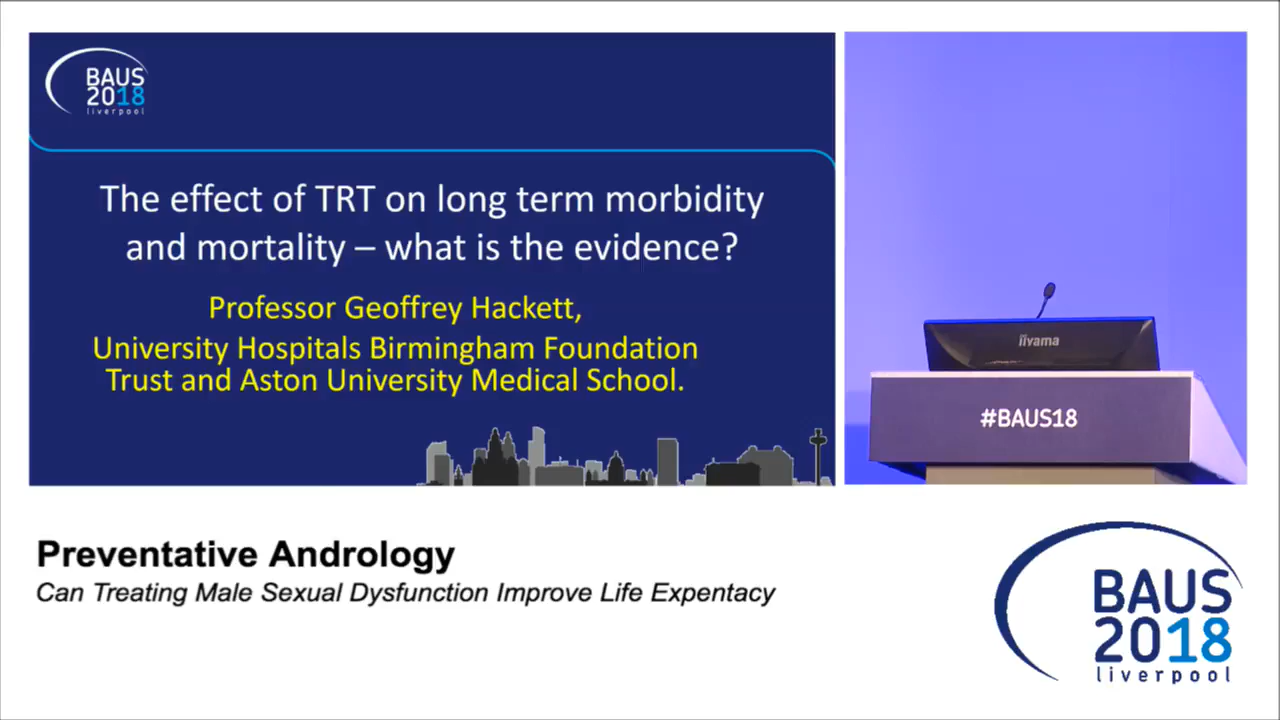 BAUS
2018
liverpool
The effect of TRT on long term morbidity
and mortality – what is the evidence?
Professor Geoffrey Hackett,
University Hospitals Birmingham Foundation
Trust and Aston University Medical School.
iiyama
#BAUS18
Preventative Andrology
Can Treating Male Sexual Dysfunction Improve Life Expentacy
BAUS
2018
liverpool